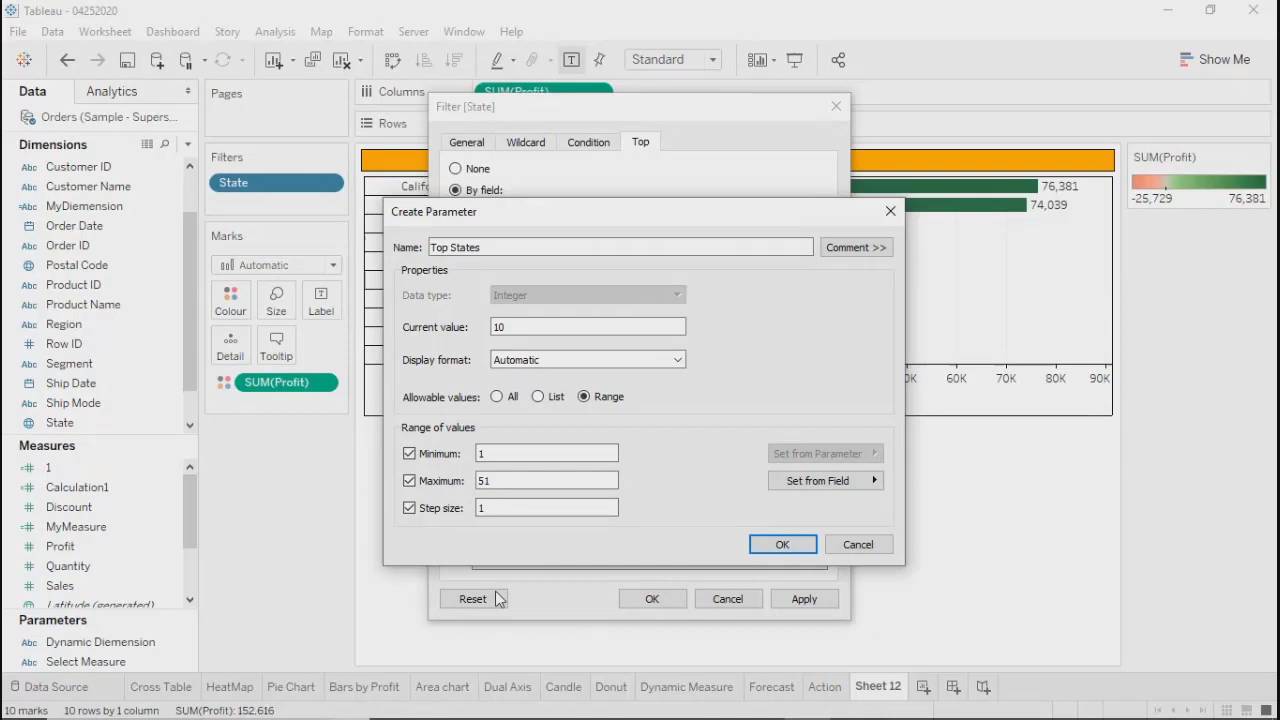 Tableau - 04252020
File Data Worksheet Dashboard Story Analysis Map Format Server Window Help
Standard
Show Me
Data Analytics
Orders (Sample - Supers...
Dimensions
Customer ID
Customer Name
MyDiemension
Order Date
Order ID
Postal Code
Product ID
Product Name
Region
Row ID
Segment
Ship Date
Ship Mode
State
Measures
1
Calculation1
Discount
MyMeasure
Profit
Quantity
Sales
Latitude (generated)
Parameters
Dynamic Diemension
Select Measure
Pages
Filters
State
Marks
Automatic
Colour Size Label
Detail Tooltip
SUM(Profit)
Columns SUM(Profit)
Rows
Filter [State]
General Wildcard Condition Top
None
By field:
Califo
76,381
74,039
Create Parameter
Name: Top States Comment >>
Properties
Data type: Integer
Current value: 10
Display format: Automatic
Allowable values: All List Range
Range of values
Minimum: 1 Set from Parameter
Maximum: 51 Set from Field
Step size: 1
OK Cancel
Reset OK Cancel Apply
0K 60K 70K 80K 90K
SUM(Profit)
-25,729 76,381
Data Source Cross Table HeatMap Pie Chart Bars by Profit Area chart Dual Axis Candle Donut Dynamic Measure Forecast Action Sheet 12
10 marks 10 rows by 1 column SUM(Profit): 152,616